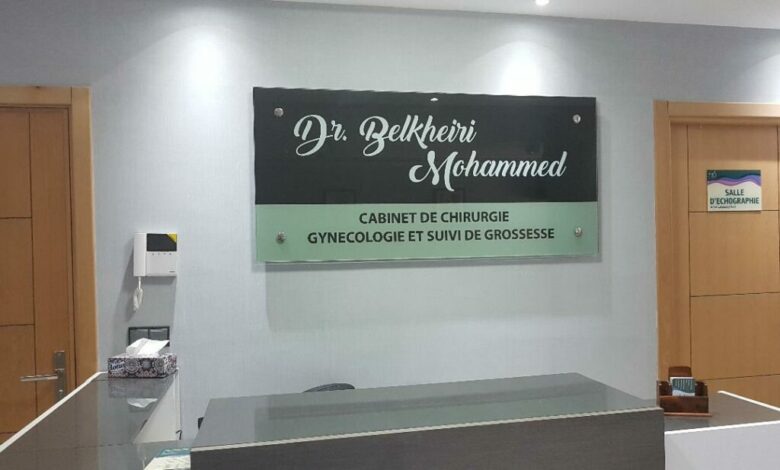 Dr. Belkheiri
Mohammed
CABINET DE CHIRURGIE
GYNECOLOGIE ET SUIVI DE GROSSESSE
SALLE
D'ECHOGRAPHIE